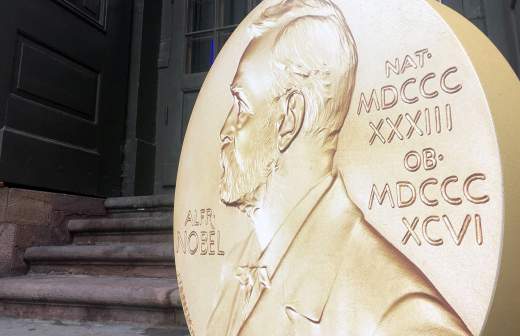 ALFR·
NOBEL
NAT·
MDCCC
XXXIII
OB·
MDCCC
XCVI